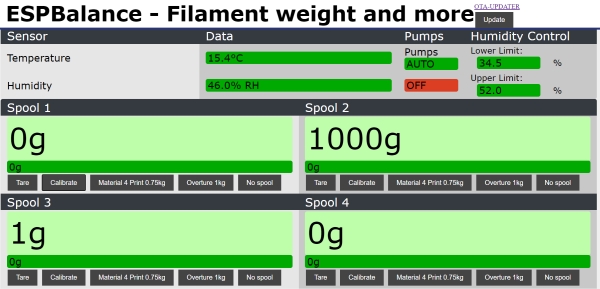 ESPBalance - Filament weight and more
OTA-UPDATER
Update
Sensor Data Pumps Humidity Control
Temperature 15.4°C Pumps AUTO Lower Limit: 34.5 %
Humidity 46.0% RH OFF Upper Limit: 52.0 %
Spool 1
0g
0g
Tare Calibrate Material 4 Print 0.75kg Overture 1kg No spool
Spool 2
1000g
0g
Tare Calibrate Material 4 Print 0.75kg Overture 1kg No spool
Spool 3
1g
0g
Tare Calibrate Material 4 Print 0.75kg Overture 1kg No spool
Spool 4
0g
0g
Tare Calibrate Material 4 Print 0.75kg Overture 1kg No spool